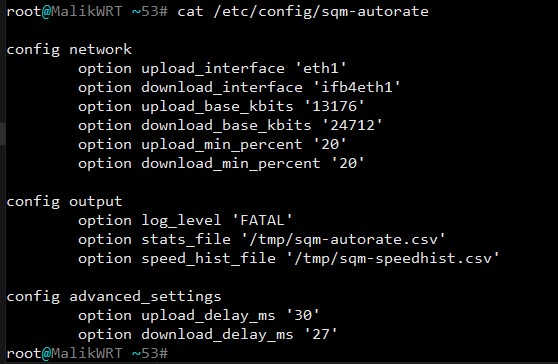 root@MalikWRT ~53# cat /etc/config/sqm-autorate
config network
option upload_interface 'eth1'
option download_interface 'ifb4eth1'
option upload_base_kbits '13176'
option download_base_kbits '24712'
option upload_min_percent '20'
option download_min_percent '20'
config output
option log_level 'FATAL'
option stats_file '/tmp/sqm-autorate.csv'
option speed_hist_file '/tmp/sqm-speedhist.csv'
config advanced_settings
option upload_delay_ms '30'
option download_delay_ms '27'
root@MalikWRT ~53#